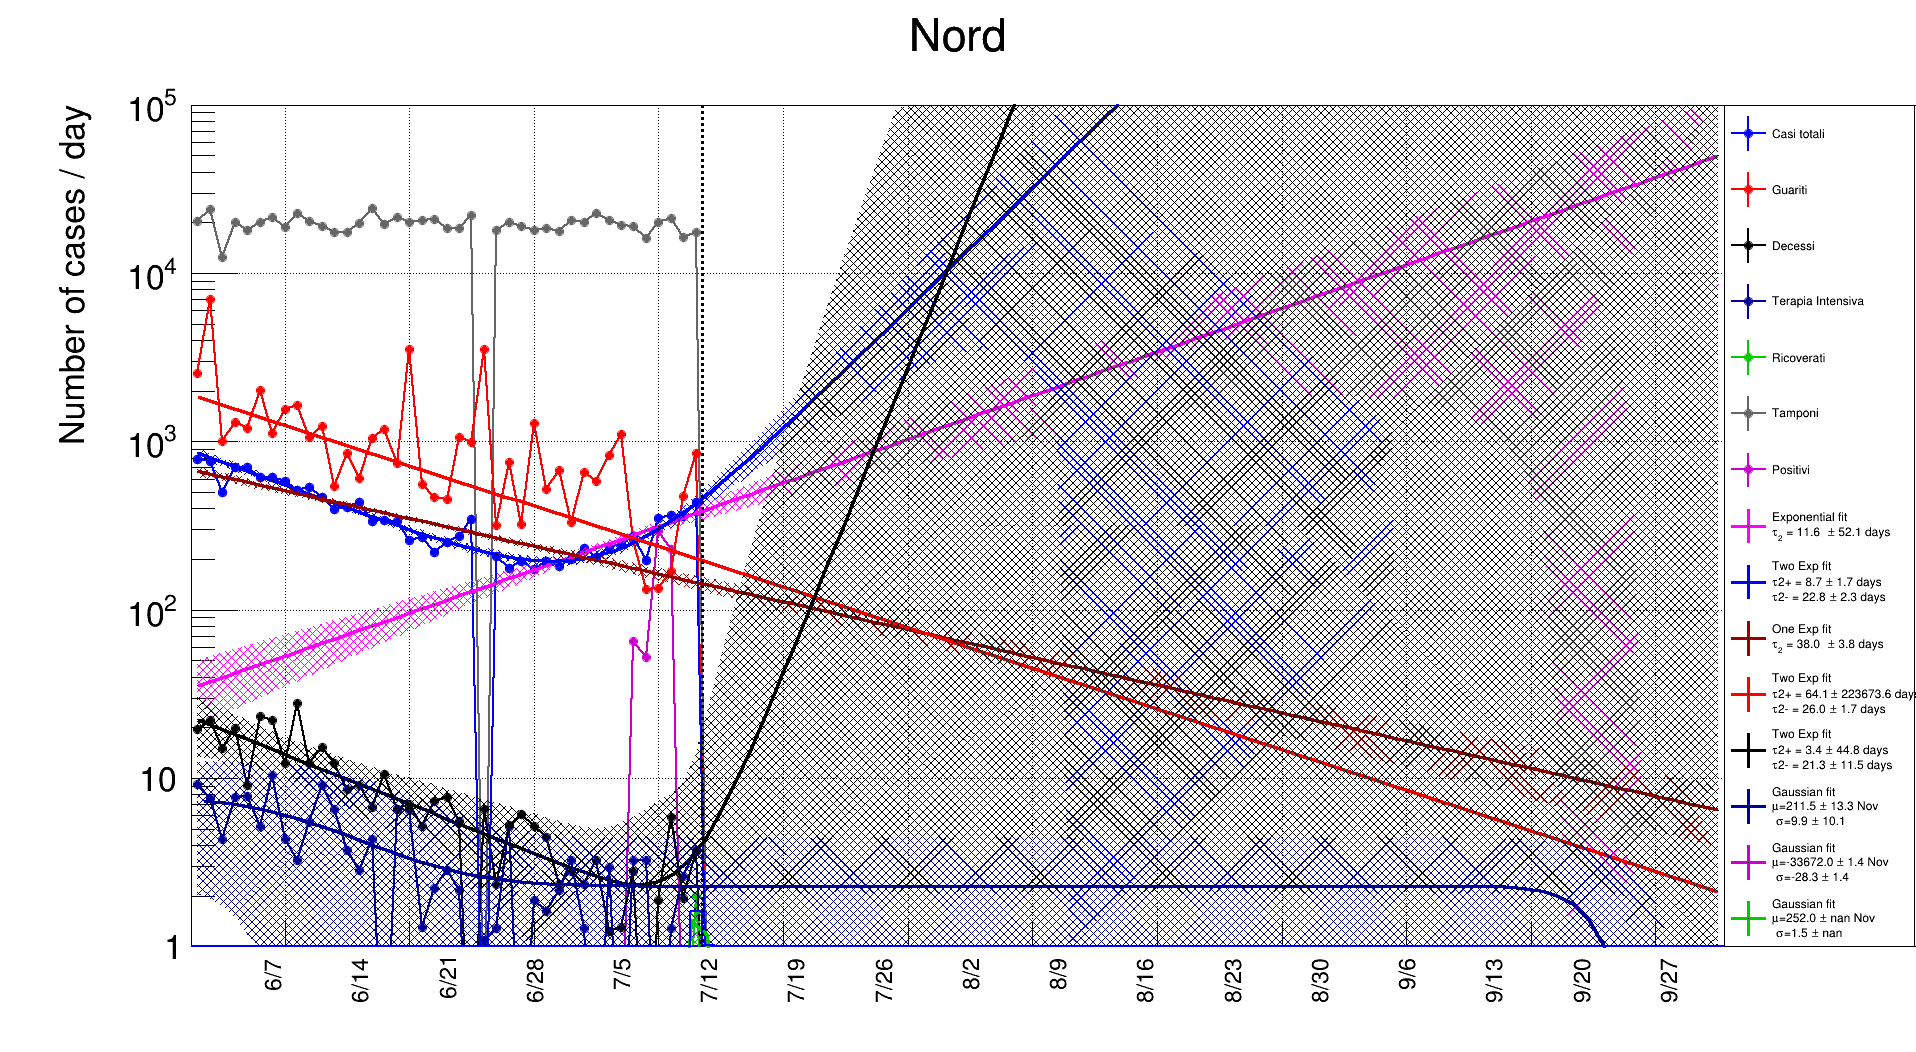 Nord
Number of cases / day
10^5
10^4
10^3
10^2
10
1
6/7
6/14
6/21
6/28
7/5
7/12
7/19
7/26
8/2
8/9
8/16
8/23
8/30
9/6
9/13
9/20
9/27
Casi totali
Guariti
Decessi
Terapia Intensiva
Ricoverati
Tamponi
Positivi
Exponential fit
τ_2 = 11.6 ± 52.1 days
Two Exp fit
τ2+ = 8.7 ± 1.7 days
τ2- = 22.8 ± 2.3 days
One Exp fit
τ_2 = 38.0 ± 3.8 days
Two Exp fit
τ2+ = 64.1 ± 223673.6 day
τ2- = 26.0 ± 1.7 days
Two Exp fit
τ2+ = 3.4 ± 44.8 days
τ2- = 21.3 ± 11.5 days
Gaussian fit
μ=211.5 ± 13.3 Nov
σ=9.9 ± 10.1
Gaussian fit
μ=-33672.0 ± 1.4 Nov
σ=-28.3 ± 1.4
Gaussian fit
μ=252.0 ± nan Nov
σ=1.5 ± nan